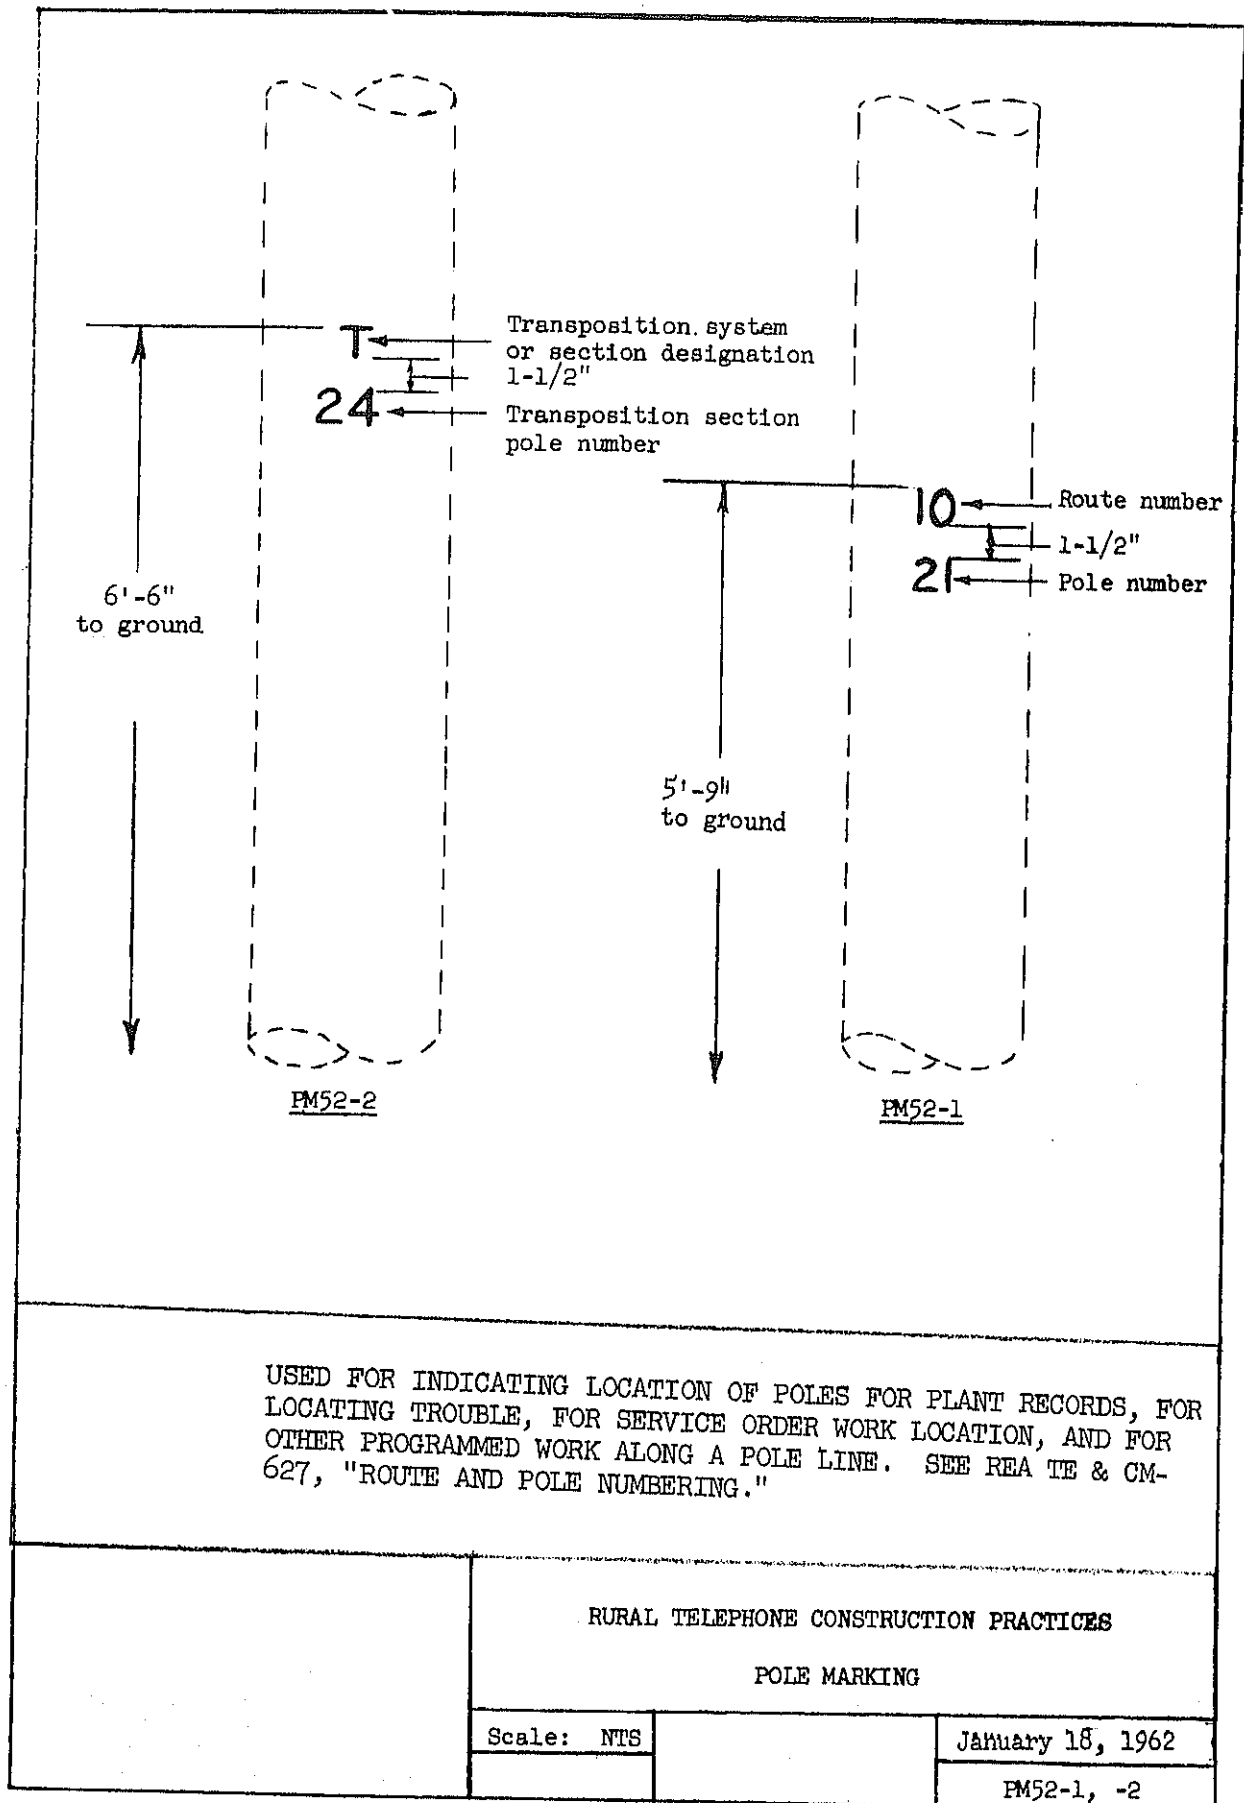 T
Transposition system
or section designation
1-1/2"
24
Transposition section
pole number
10
Route number
1-1/2"
21
Pole number
6'-6"
to ground
5'-9"
to ground
PM52-2
PM52-1
USED FOR INDICATING LOCATION OF POLES FOR PLANT RECORDS, FOR
LOCATING TROUBLE, FOR SERVICE ORDER WORK LOCATION, AND FOR
OTHER PROGRAMMED WORK ALONG A POLE LINE. SEE REA TE & CM-
627, "ROUTE AND POLE NUMBERING."
RURAL TELEPHONE CONSTRUCTION PRACTICES
POLE MARKING
Scale: NTS
January 18, 1962
PM52-1, -2